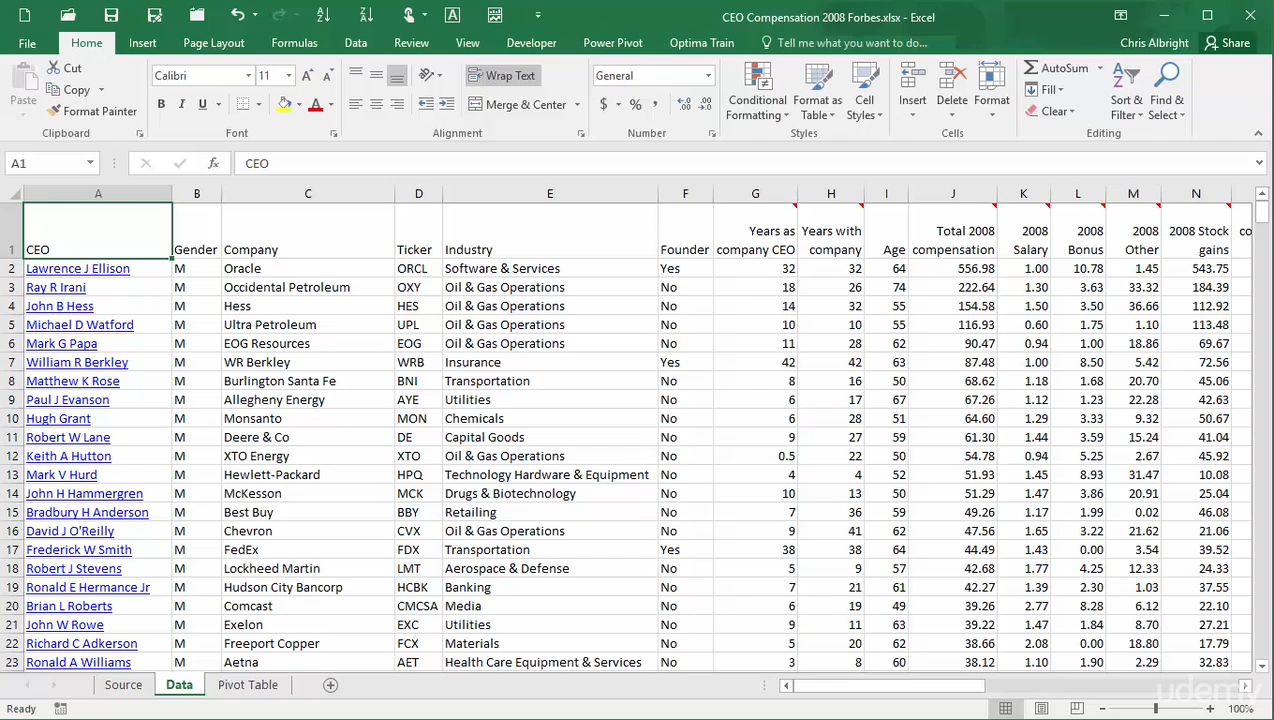 CEO Compensation 2008 Forbes.xlsx - Excel
File Home Insert Page Layout Formulas Data Review View Developer Power Pivot Optima Train Tell me what you want to do... Chris Albright Share
Paste Cut Copy Format Painter Clipboard
Calibri 11 B I U A Font
Wrap Text Merge & Center Alignment
General $ % , Number
Conditional Formatting Format as Table Cell Styles Styles
Insert Delete Format Cells
AutoSum Fill Clear Sort & Filter Find & Select Editing
A1 fx CEO
A B C D E F G H I J K L M N
1 CEO Gender Company Ticker Industry Founder Years as company CEO Years with company Age Total 2008 compensation 2008 Salary 2008 Bonus 2008 Other 2008 Stock gains co
2 Lawrence J Ellison M Oracle ORCL Software & Services Yes 32 32 64 556.98 1.00 10.78 1.45 543.75
3 Ray R Irani M Occidental Petroleum OXY Oil & Gas Operations No 18 26 74 222.64 1.30 3.63 33.32 184.39
4 John B Hess M Hess HES Oil & Gas Operations No 14 32 55 154.58 1.50 3.50 36.66 112.92
5 Michael D Watford M Ultra Petroleum UPL Oil & Gas Operations No 10 10 55 116.93 0.60 1.75 1.10 113.48
6 Mark G Papa M EOG Resources EOG Oil & Gas Operations No 11 28 62 90.47 0.94 1.00 18.86 69.67
7 William R Berkley M WR Berkley WRB Insurance Yes 42 42 63 87.48 1.00 8.50 5.42 72.56
8 Matthew K Rose M Burlington Santa Fe BNI Transportation No 8 16 50 68.62 1.18 1.68 20.70 45.06
9 Paul J Evanson M Allegheny Energy AYE Utilities No 6 17 67 67.26 1.12 1.23 22.28 42.63
10 Hugh Grant M Monsanto MON Chemicals No 6 28 51 64.60 1.29 3.33 9.32 50.67
11 Robert W Lane M Deere & Co DE Capital Goods No 9 27 59 61.30 1.44 3.59 15.24 41.04
12 Keith A Hutton M XTO Energy XTO Oil & Gas Operations No 0.5 22 50 54.78 0.94 5.25 2.67 45.92
13 Mark V Hurd M Hewlett-Packard HPQ Technology Hardware & Equipment No 4 4 52 51.93 1.45 8.93 31.47 10.08
14 John H Hammergren M McKesson MCK Drugs & Biotechnology No 10 13 50 51.29 1.47 3.86 20.91 25.04
15 Bradbury H Anderson M Best Buy BBY Retailing No 7 36 59 49.26 1.17 1.99 0.02 46.08
16 David J O'Reilly M Chevron CVX Oil & Gas Operations No 9 41 62 47.56 1.65 3.22 21.62 21.06
17 Frederick W Smith M FedEx FDX Transportation Yes 38 38 64 44.49 1.43 0.00 3.54 39.52
18 Robert J Stevens M Lockheed Martin LMT Aerospace & Defense No 5 9 57 42.68 1.77 4.25 12.33 24.33
19 Ronald E Hermance Jr M Hudson City Bancorp HCBK Banking No 7 21 61 42.27 1.39 2.30 1.03 37.55
20 Brian L Roberts M Comcast CMCSA Media No 6 19 49 39.26 2.77 8.28 6.12 22.10
21 John W Rowe M Exelon EXC Utilities No 9 11 63 39.22 1.47 1.84 8.70 27.21
22 Richard C Adkerson M Freeport Copper FCX Materials No 5 20 62 38.66 2.08 0.00 18.80 17.79
23 Ronald A Williams M Aetna AET Health Care Equipment & Services No 3 8 60 38.12 1.10 1.90 2.29 32.83
Source Data Pivot Table
udemy
Ready 100%